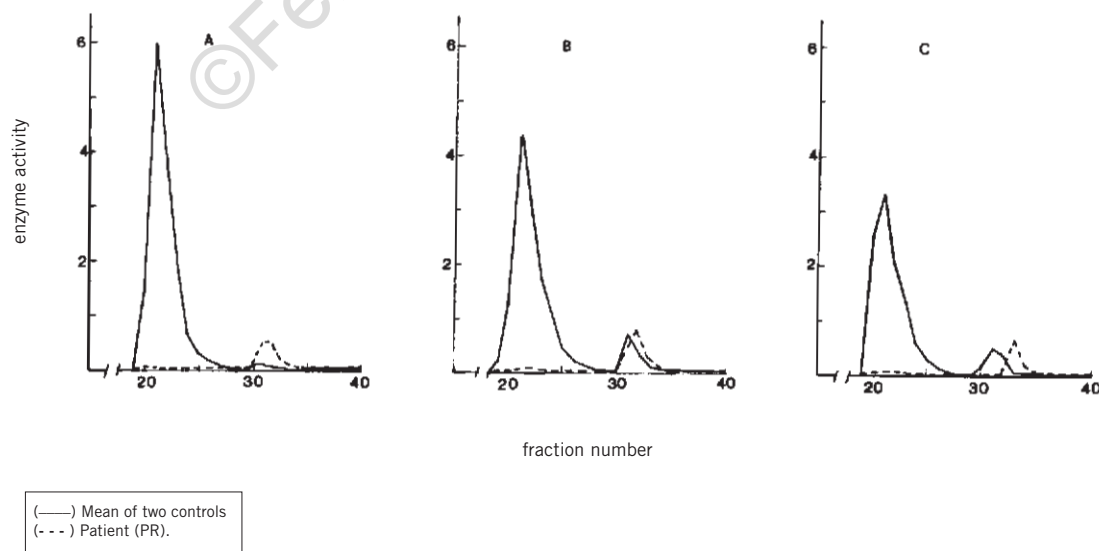 ©Fe
A
B
C
6
4
2
20
30
40
6
4
2
20
30
40
6
4
2
20
30
40
enzyme activity
fraction number
(——) Mean of two controls
(- - - ) Patient (PR).